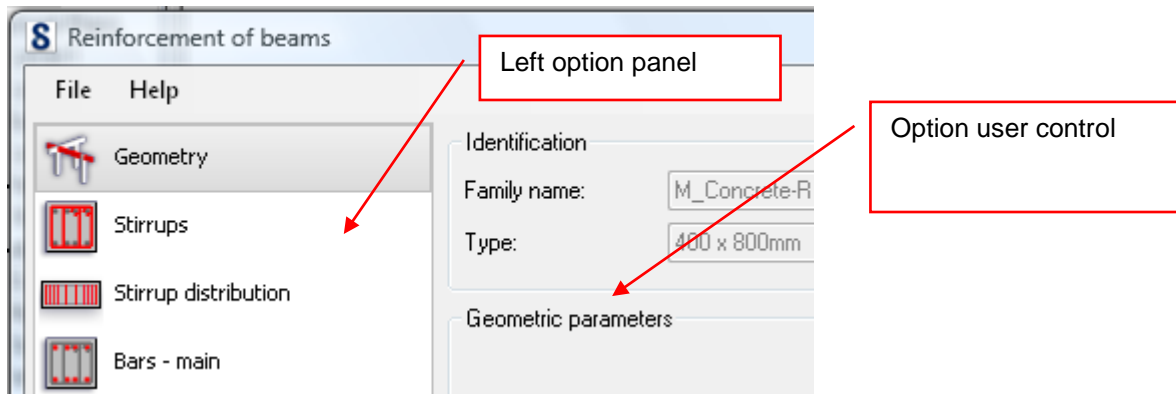 Reinforcement of beams
Left option panel
File Help
Option user control
Geometry
Identification
Family name: M_Concrete-R
Stirrups
Type: 400 x 800mm
Stirrup distribution
Geometric parameters
Bars - main